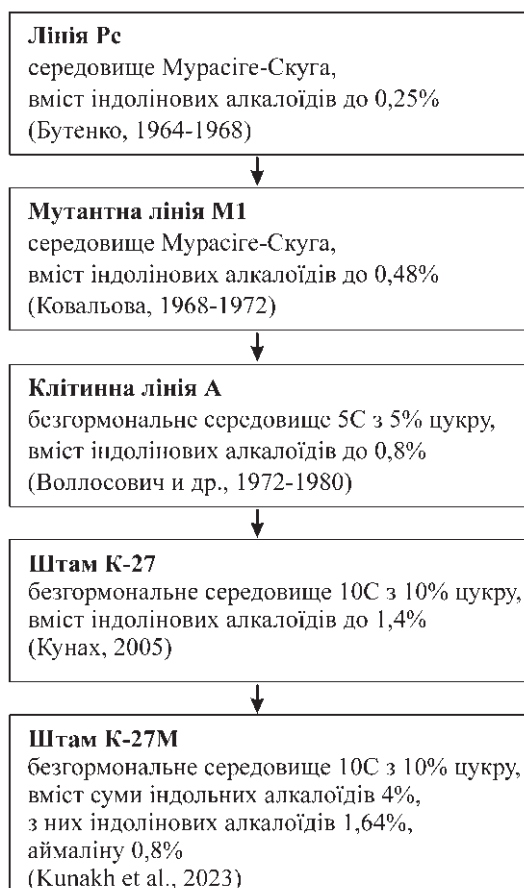 Лінія Рс
середовище Мурасіге-Скуга,
вміст індолінових алкалоїдів до 0,25%
(Бутенко, 1964-1968)
Мутантна лінія М1
середовище Мурасіге-Скуга,
вміст індолінових алкалоїдів до 0,48%
(Ковальова, 1968-1972)
Клітинна лінія А
безгормональне середовище 5С з 5% цукру,
вміст індолінових алкалоїдів до 0,8%
(Воллосович и др., 1972-1980)
Штам К-27
безгормональне середовище 10С з 10% цукру,
вміст індолінових алкалоїдів до 1,4%
(Кунах, 2005)
Штам К-27М
безгормональне середовище 10С з 10% цукру,
вміст суми індольних алкалоїдів 4%,
з них індолінових алкалоїдів 1,64%,
аймаліну 0,8%
(Kunakh et al., 2023)